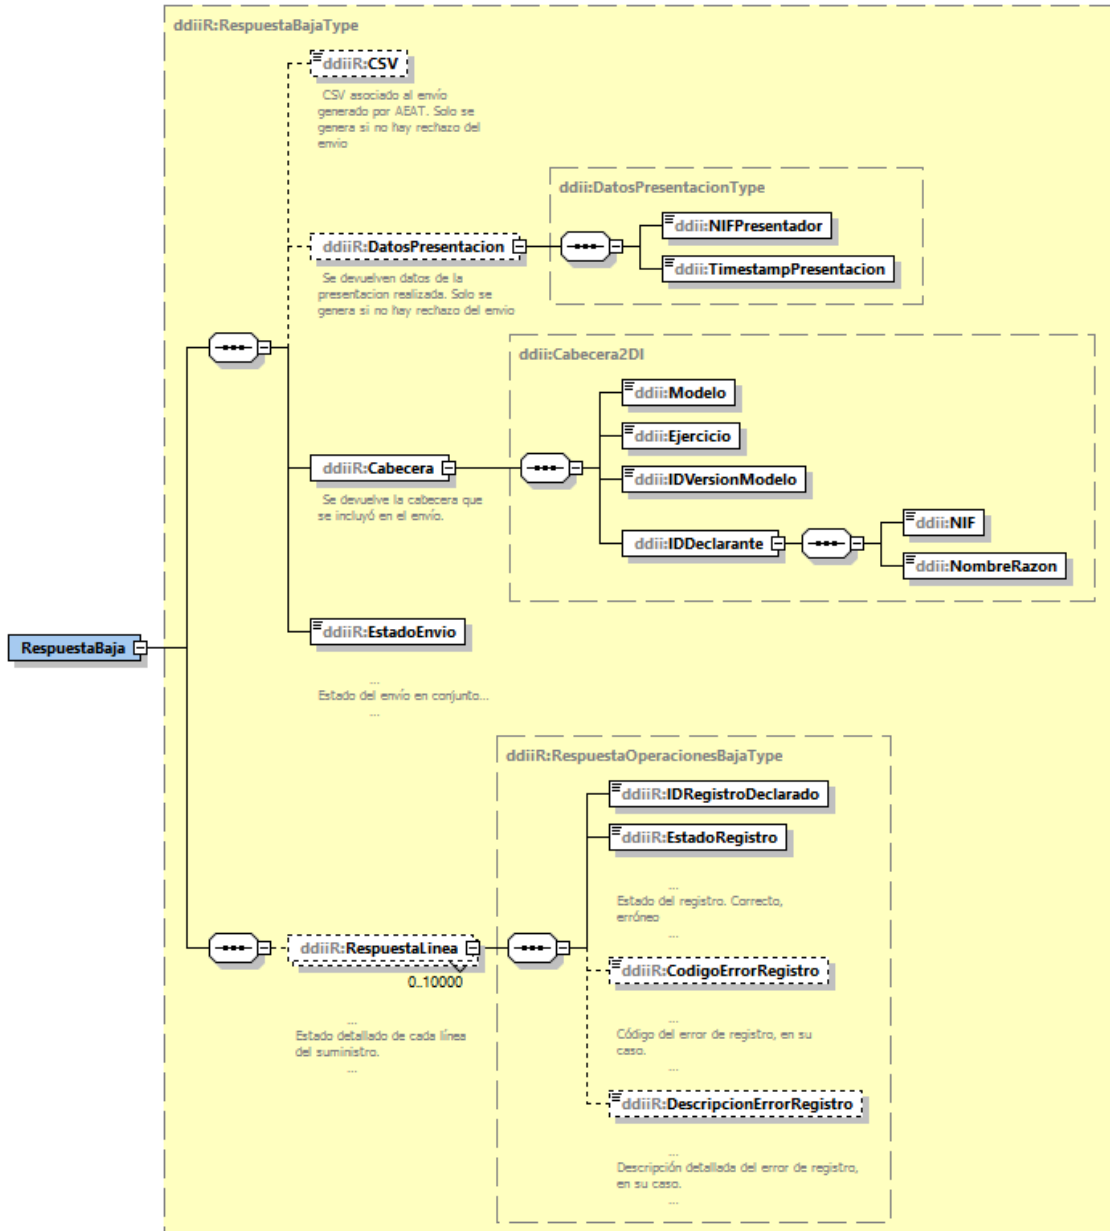 ddiiR:RespuestaBajaType
ddiiR:CSV
CSV asociado al envío
generado por AEAT. Solo se
genera si no hay rechazo del
envio
ddii:DatosPresentacionType
ddii:NIFPresentador
ddiiR:DatosPresentacion
ddii:TimestampPresentacion
Se devuelven datos de la
presentacion realizada. Solo se
genera si no hay rechazo del envio
ddii:Cabecera2DI
ddii:Modelo
ddii:Ejercicio
ddiiR:Cabecera
ddii:IDVersionModelo
Se devuelve la cabecera que
se incluyó en el envío.
ddii:IDDeclarante
ddii:NIF
ddii:NombreRazon
ddiiR:EstadoEnvio
RespuestaBaja
...
Estado del envío en conjunto...
...
ddiiR:RespuestaOperacionesBajaType
ddiiR:IDRegistroDeclarado
ddiiR:EstadoRegistro
...
Estado del registro. Correcto,
erróneo
...
ddiiR:RespuestaLinea
0..10000
...
Estado detallado de cada línea
del suministro.
...
ddiiR:CodigoErrorRegistro
...
Código del error de registro, en su
caso.
...
ddiiR:DescripcionErrorRegistro
...
Descripción detallada del error de registro,
en su caso.
...